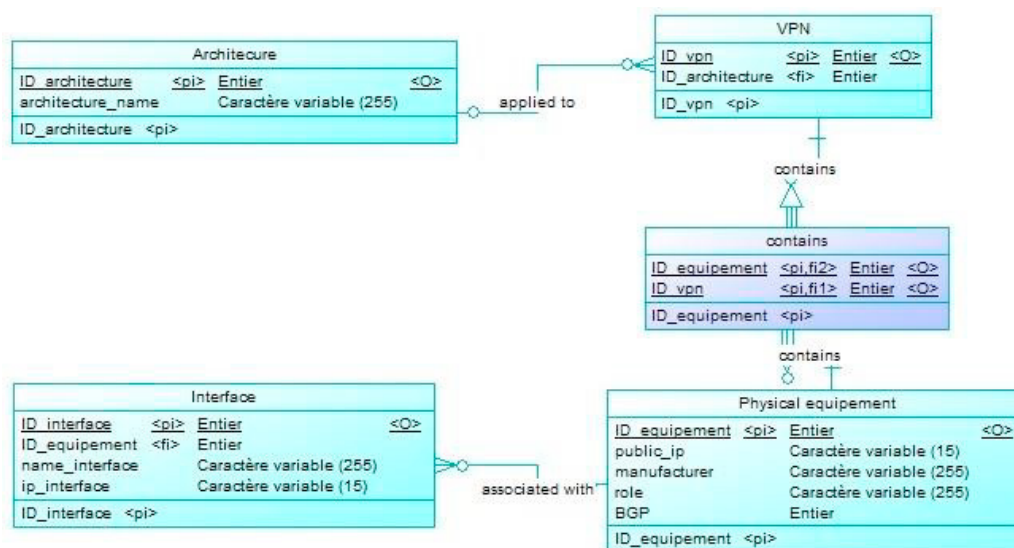 Architecure
ID_architecture <pi> Entier <O>
architecture_name Caractère variable (255)
ID_architecture <pi>
applied to
VPN
ID_vpn <pi> Entier <O>
ID_architecture <fi> Entier
ID_vpn <pi>
contains
contains
ID_equipement <pi,fi2> Entier <O>
ID_vpn <pi,fi1> Entier <O>
ID_equipement <pi>
contains
Interface
ID_interface <pi> Entier <O>
ID_equipement <fi> Entier
name_interface Caractère variable (255)
ip_interface Caractère variable (15)
ID_interface <pi>
associated with
Physical equipement
ID_equipement <pi> Entier <O>
public_ip Caractère variable (15)
manufacturer Caractère variable (255)
role Caractère variable (255)
BGP Entier
ID_equipement <pi>